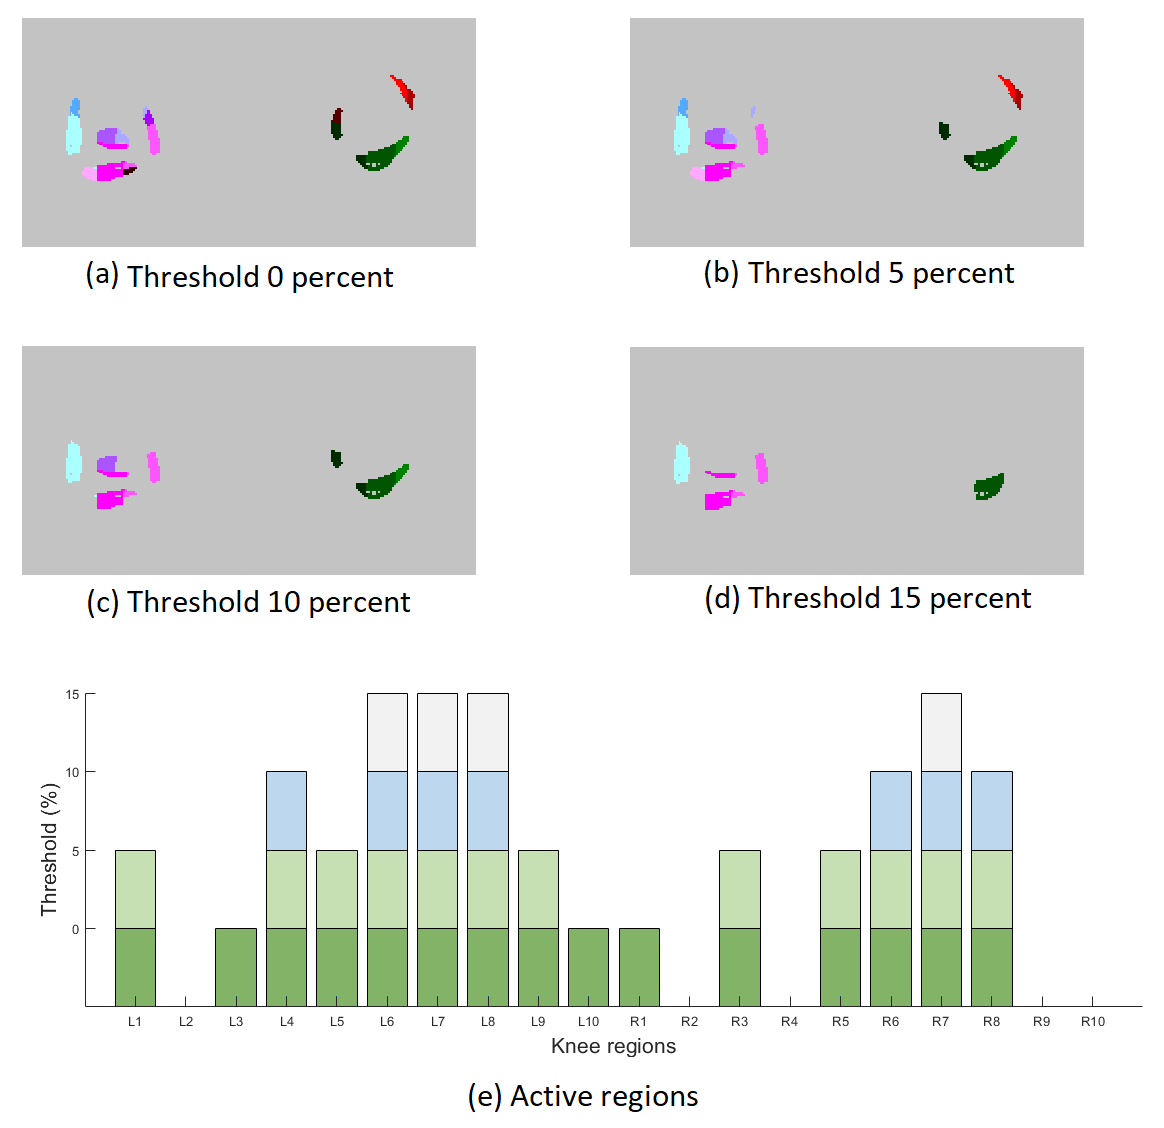 (a) Threshold 0 percent
(b) Threshold 5 percent
(c) Threshold 10 percent
(d) Threshold 15 percent
15
10
5
0
Threshold (%)
L1 L2 L3 L4 L5 L6 L7 L8 L9 L10 R1 R2 R3 R4 R5 R6 R7 R8 R9 R10
Knee regions
(e) Active regions